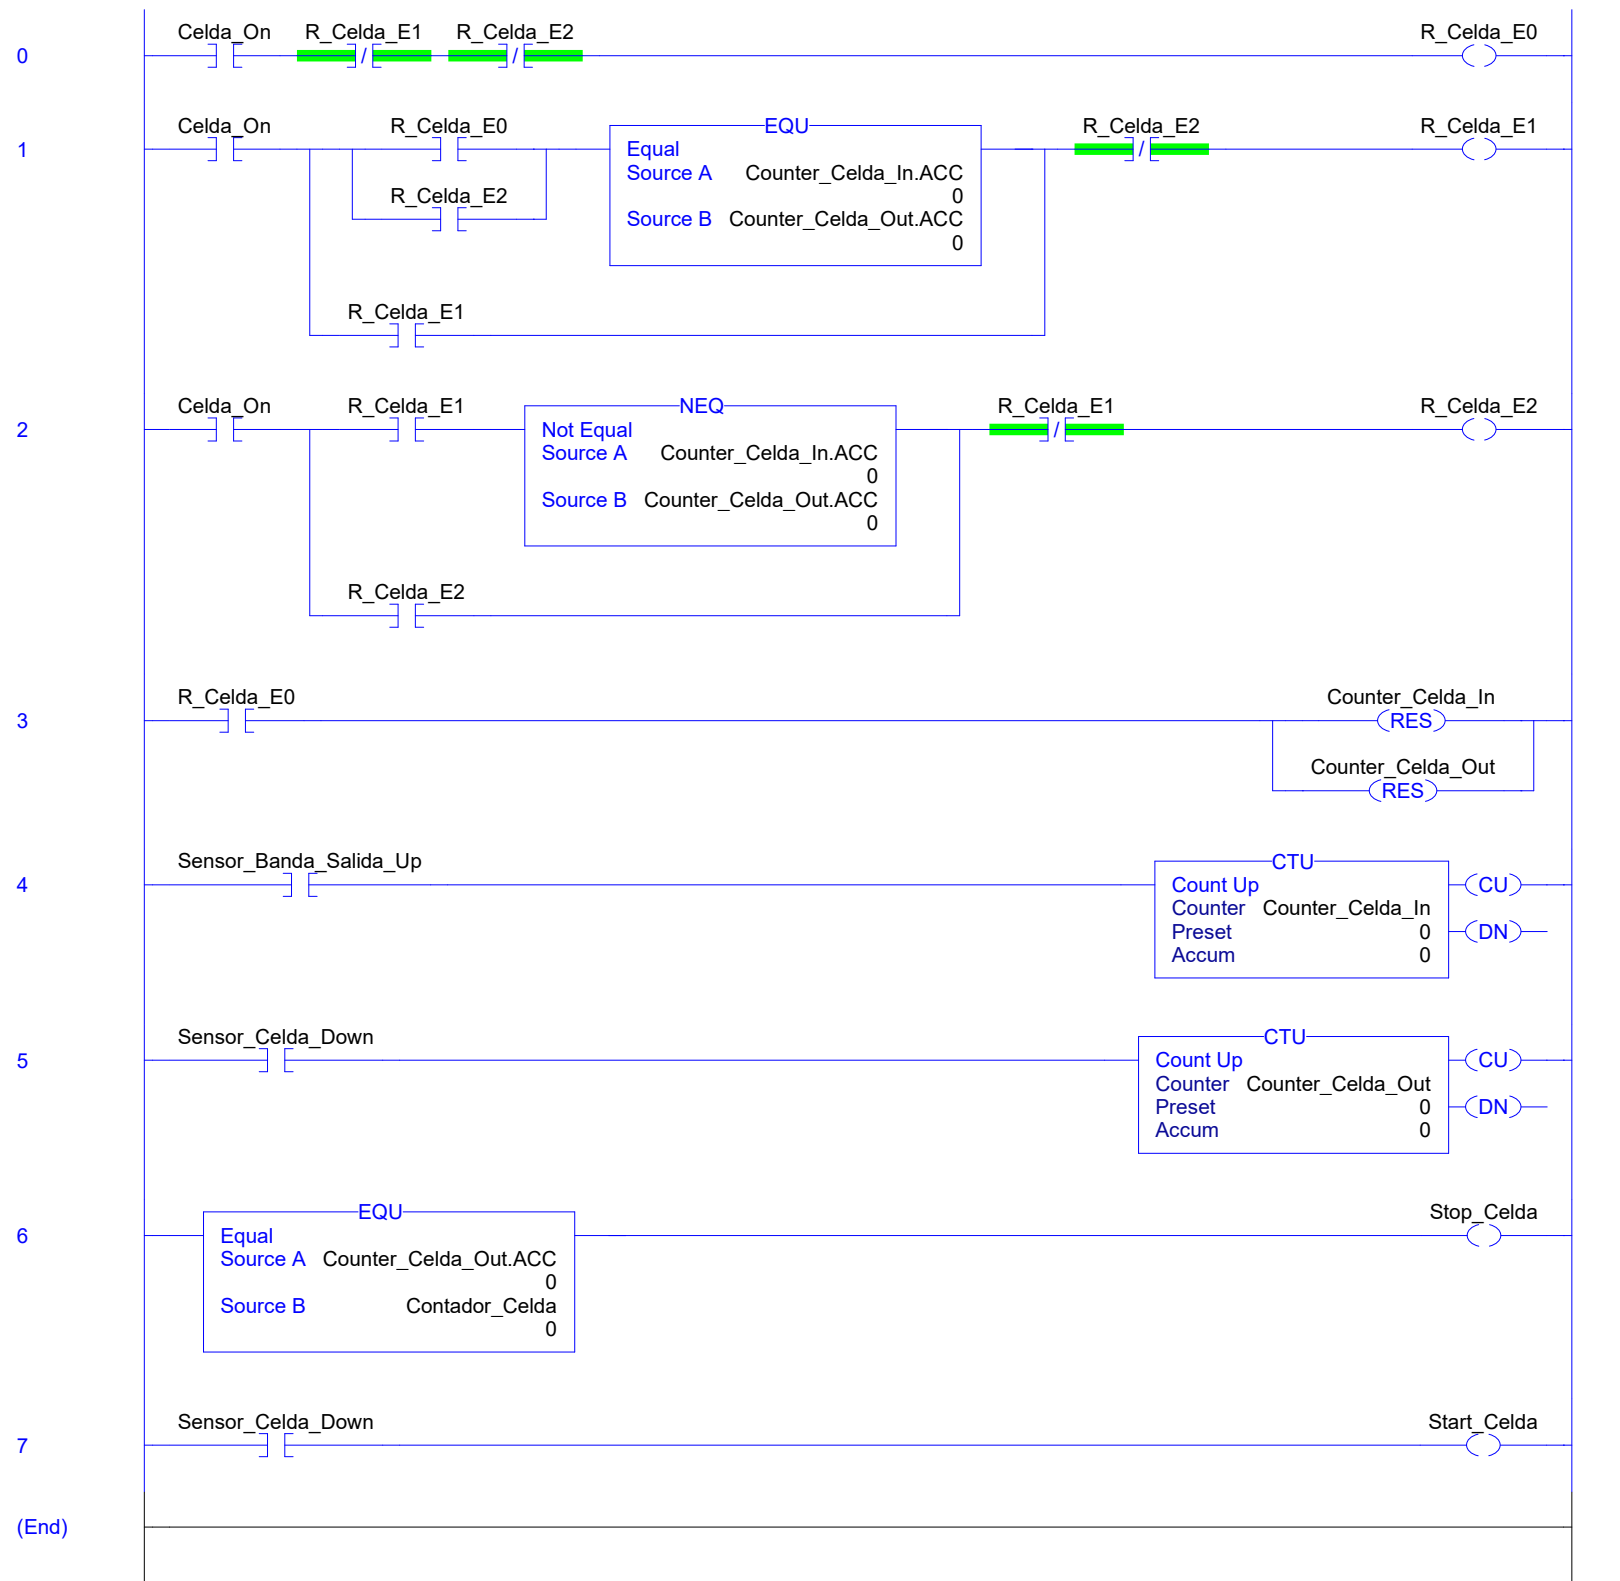 Celda_On R_Celda_E1 R_Celda_E2 R_Celda_E0
0 / /
Celda_On R_Celda_E0 EQU R_Celda_E2 R_Celda_E1
1 Equal /
Source A Counter_Celda_In.ACC
R_Celda_E2 0
Source B Counter_Celda_Out.ACC
0
R_Celda_E1
Celda_On R_Celda_E1 NEQ R_Celda_E1 R_Celda_E2
2 Not Equal /
Source A Counter_Celda_In.ACC
0
Source B Counter_Celda_Out.ACC
0
R_Celda_E2
R_Celda_E0 Counter_Celda_In
3 RES
Counter_Celda_Out
RES
Sensor_Banda_Salida_Up CTU
4 Count Up CU
Counter Counter_Celda_In
Preset 0 DN
Accum 0
Sensor_Celda_Down CTU
5 Count Up CU
Counter Counter_Celda_Out
Preset 0 DN
Accum 0
EQU Stop_Celda
6 Equal
Source A Counter_Celda_Out.ACC
0
Source B Contador_Celda
0
Sensor_Celda_Down Start_Celda
7
(End)